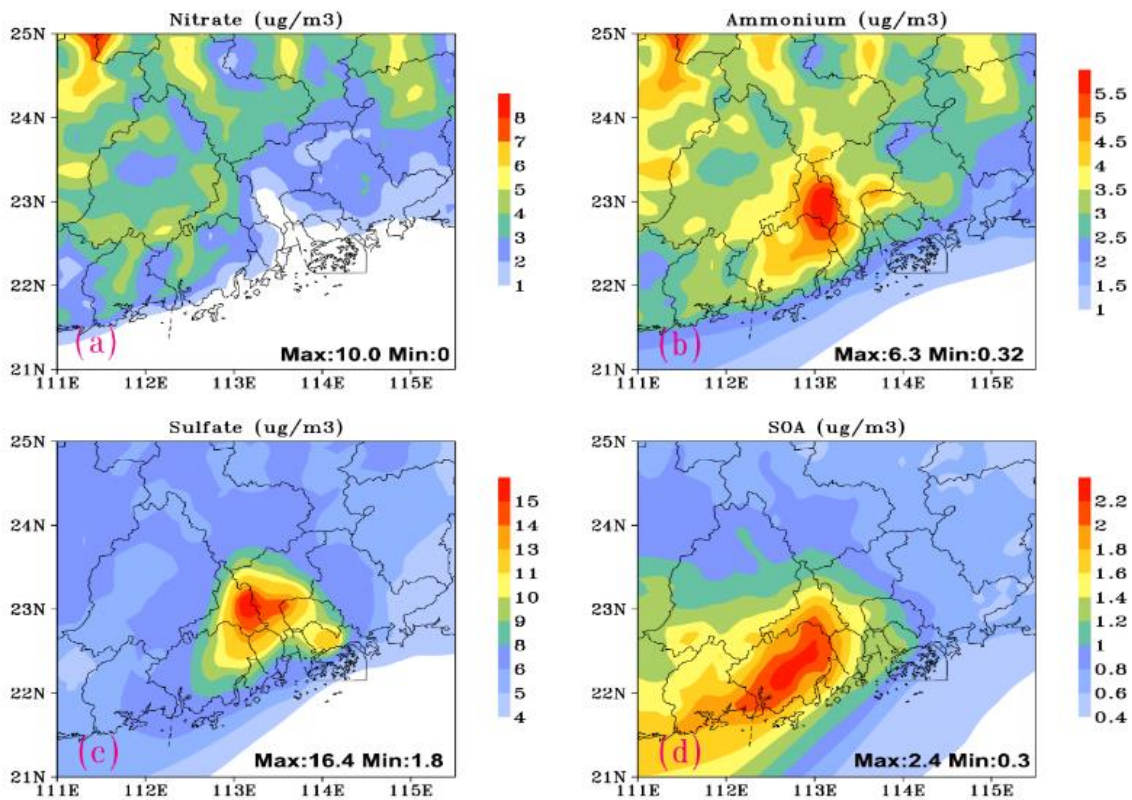 Nitrate (ug/m3)
25N
24N
23N
22N
21N
111E 112E 113E 114E 115E
8
7
6
5
4
3
2
1
(a)
Max:10.0 Min:0
Ammonium (ug/m3)
25N
24N
23N
22N
21N
111E 112E 113E 114E 115E
5.5
5
4.5
4
3.5
3
2.5
2
1.5
1
(b)
Max:6.3 Min:0.32
Sulfate (ug/m3)
25N
24N
23N
22N
21N
111E 112E 113E 114E 115E
15
14
13
11
10
9
8
6
5
4
(c)
Max:16.4 Min:1.8
SOA (ug/m3)
25N
24N
23N
22N
21N
111E 112E 113E 114E 115E
2.2
2
1.8
1.6
1.4
1.2
1
0.8
0.6
0.4
(d)
Max:2.4 Min:0.3